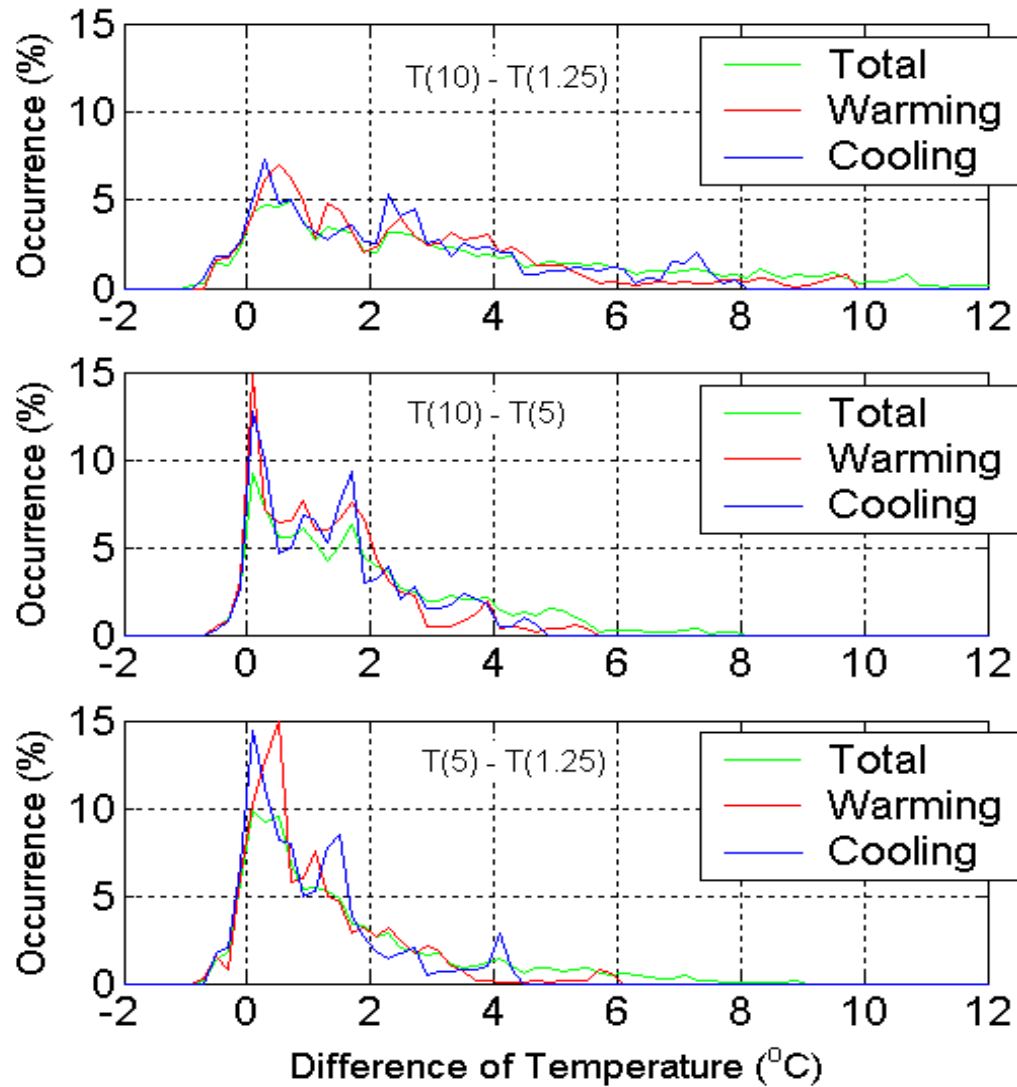 Occurrence (%)
15
10
5
0
T(10) - T(1.25)
Total
Warming
Cooling
-2
0
2
4
6
8
10
12
Occurrence (%)
15
10
5
0
T(10) - T(5)
Total
Warming
Cooling
-2
0
2
4
6
8
10
12
Occurrence (%)
15
10
5
0
T(5) - T(1.25)
Total
Warming
Cooling
-2
0
2
4
6
8
10
12
Difference of Temperature (°C)